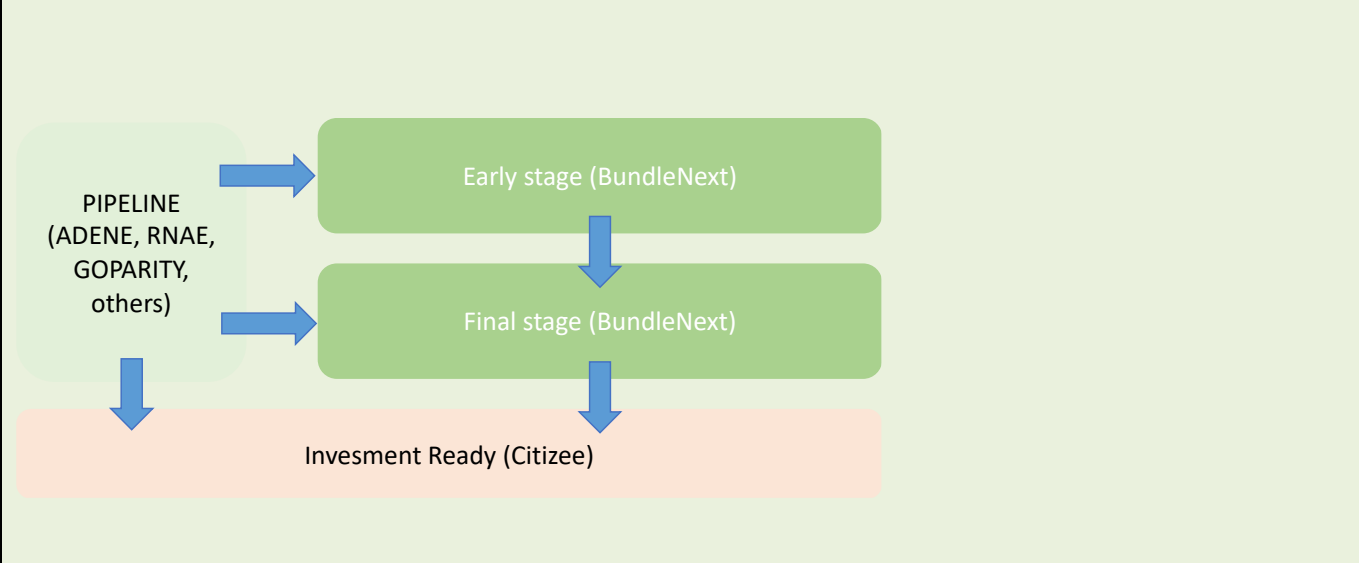 PIPELINE
(ADENE, RNAE,
GOPARITY,
others)
Early stage (BundleNext)
Final stage (BundleNext)
Invesment Ready (Citizee)